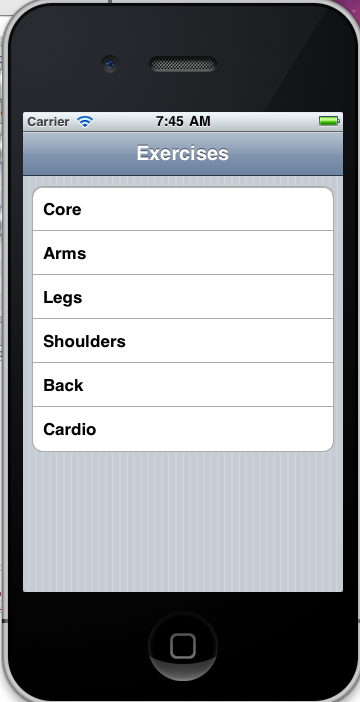 Carrier 7:45 AM
Exercises
Core
Arms
Legs
Shoulders
Back
Cardio